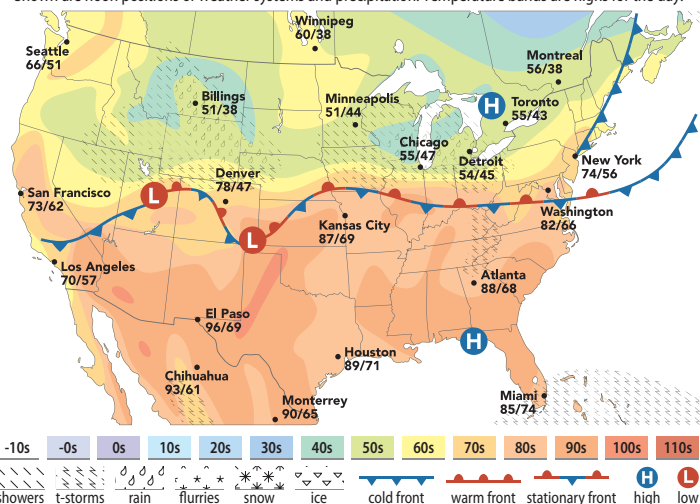 Shown are noon positions of weather systems and precipitation. Temperature bands are highs for the day.
Winnipeg
60/38
Seattle
66/51
Montreal
56/38
Billings
51/38
Minneapolis
51/44
H
Toronto
55/43
Chicago
55/47
Detroit
54/45
New York
74/56
Denver
78/47
L
San Francisco
73/62
Kansas City
87/69
Washington
82/66
L
Los Angeles
70/57
Atlanta
88/68
El Paso
96/69
H
Houston
89/71
Chihuahua
93/61
Monterrey
90/65
Miami
85/74
-10s -0s 0s 10s 20s 30s 40s 50s 60s 70s 80s 90s 100s 110s
H L
showers t-storms rain flurries snow ice cold front warm front stationary front high low